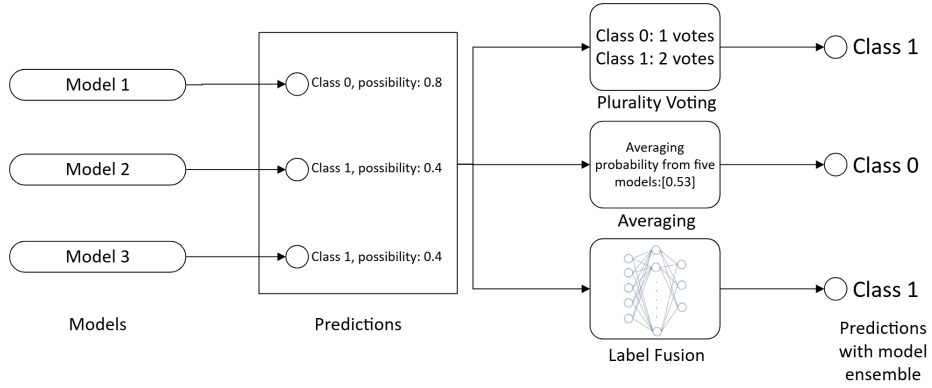 Model 1
Model 2
Model 3
Models
Class 0, possibility: 0.8
Class 1, possibility: 0.4
Class 1, possibility: 0.4
Predictions
Class 0: 1 votes
Class 1: 2 votes
Plurality Voting
Averaging
probability from five
models:[0.53]
Averaging
Label Fusion
Class 1
Class 0
Class 1
Predictions
with model
ensemble